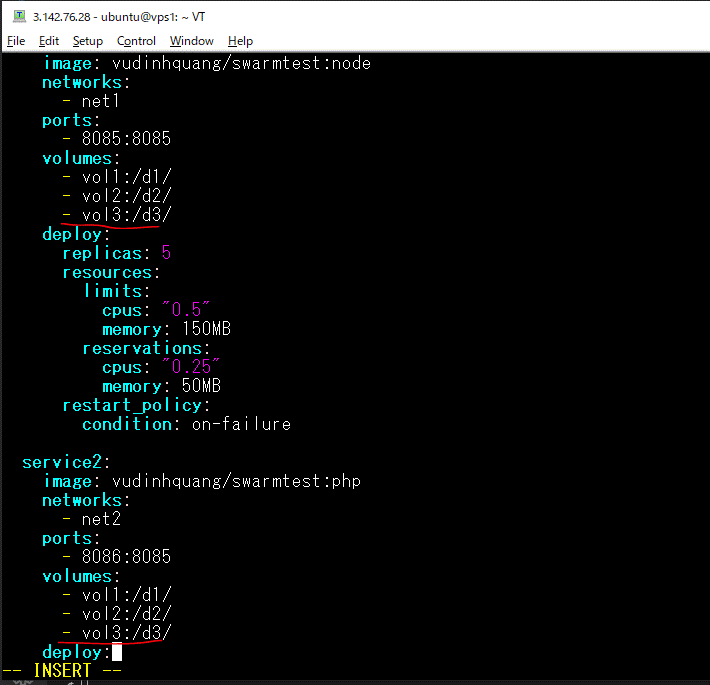 3.142.76.28 - ubuntu@vps1: ~ VT
File Edit Setup Control Window Help
image: vudinhquang/swarmtest:node
networks:
- net1
ports:
- 8085:8085
volumes:
- vol1:/d1/
- vol2:/d2/
- vol3:/d3/
deploy:
replicas: 5
resources:
limits:
cpus: "0.5"
memory: 150MB
reservations:
cpus: "0.25"
memory: 50MB
restart_policy:
condition: on-failure
service2:
image: vudinhquang/swarmtest:php
networks:
- net2
ports:
- 8086:8085
volumes:
- vol1:/d1/
- vol2:/d2/
- vol3:/d3/
deploy:
-- INSERT --